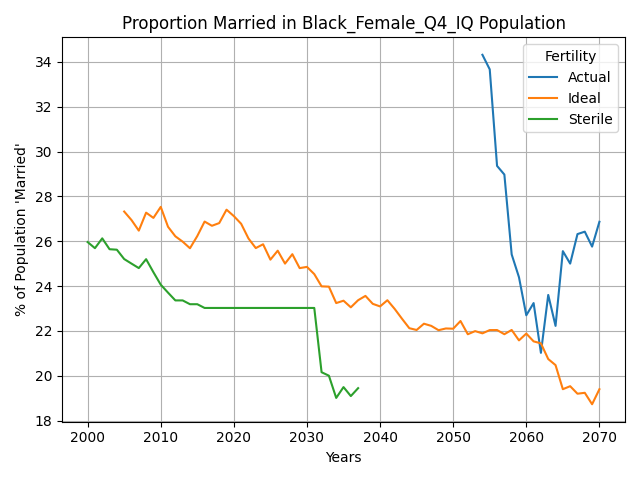 Proportion Married in Black_Female_Q4_IQ Population
Fertility
Actual
Ideal
Sterile
% of Population 'Married'
34
32
30
28
26
24
22
20
18
2000 2010 2020 2030 2040 2050 2060 2070
Years